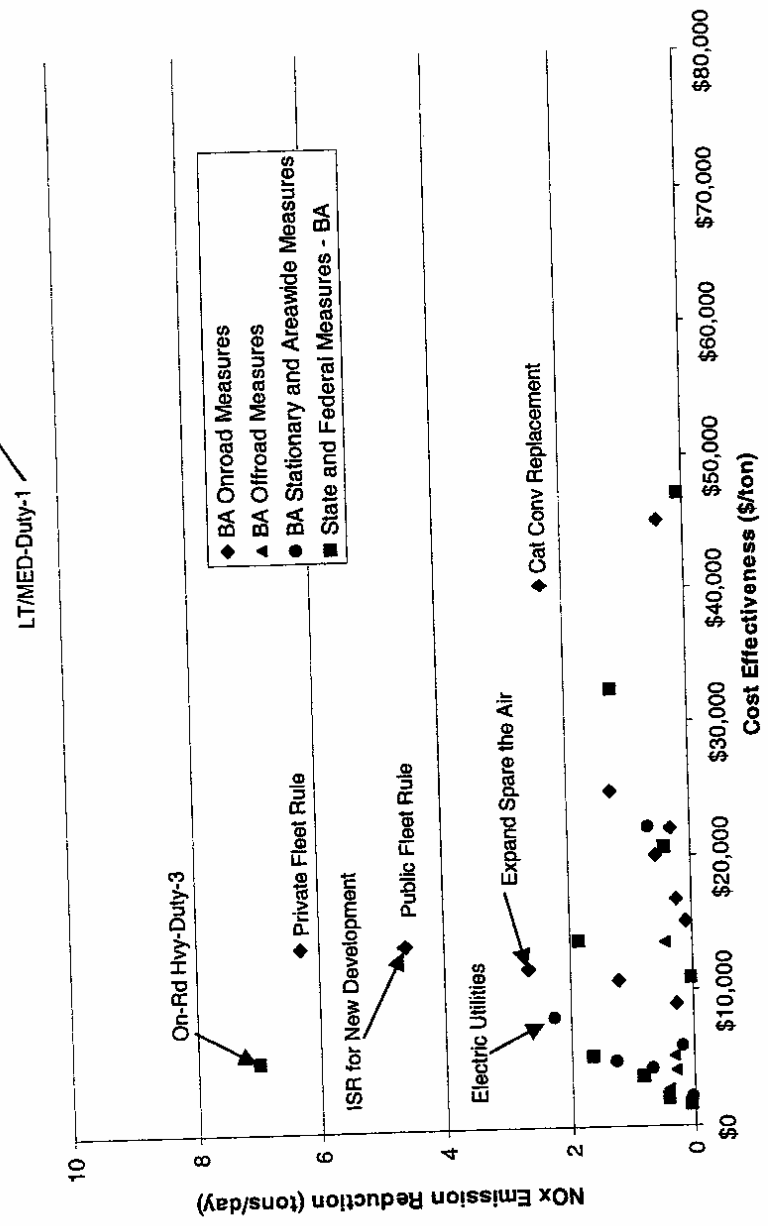 LT/MED-Duty-1
BA Onroad Measures
BA Offroad Measures
BA Stationary and Areawide Measures
State and Federal Measures - BA
On-Rd Hvy-Duty-3
Private Fleet Rule
ISR for New Development
Public Fleet Rule
Expand Spare the Air
Electric Utilities
Cat Conv Replacement
NOx Emission Reduction (tons/day)
10
8
6
4
2
0
$0
$10,000
$20,000
$30,000
$40,000
$50,000
$60,000
$70,000
$80,000
Cost Effectiveness ($/ton)